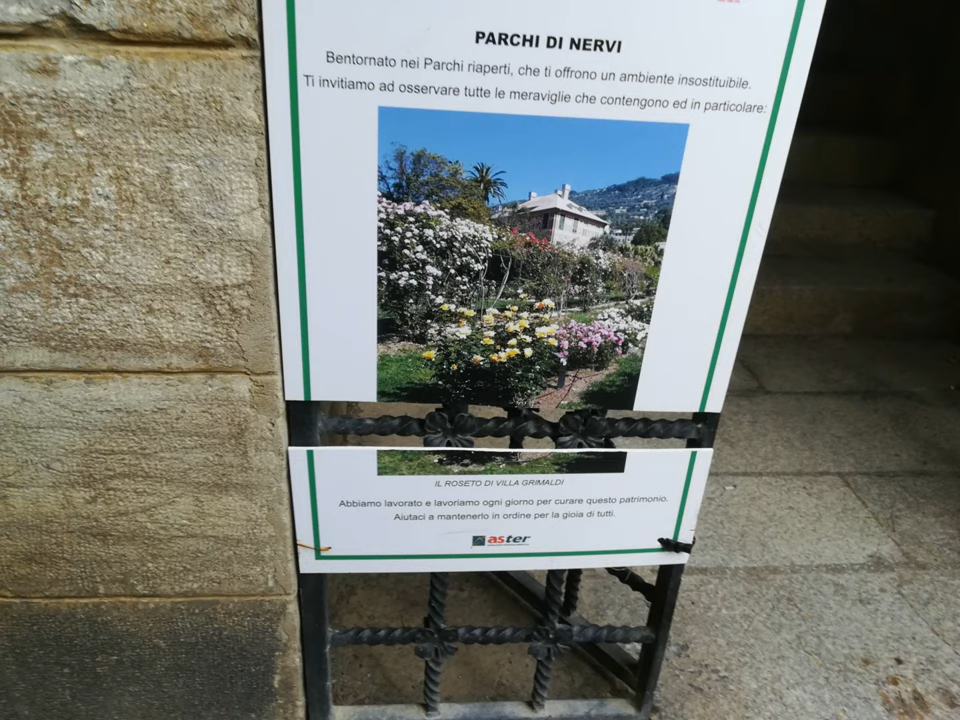 PARCHI DI NERVI
Bentornato nei Parchi riaperti, che ti offrono un ambiente insostituibile.
Ti invitiamo ad osservare tutte le meraviglie che contengono ed in particolare:
IL ROSETO DI VILLA GRIMALDI
Abbiamo lavorato e lavoriamo ogni giorno per curare questo patrimonio.
Aiutaci a mantenerlo in ordine per la gioia di tutti.
aster